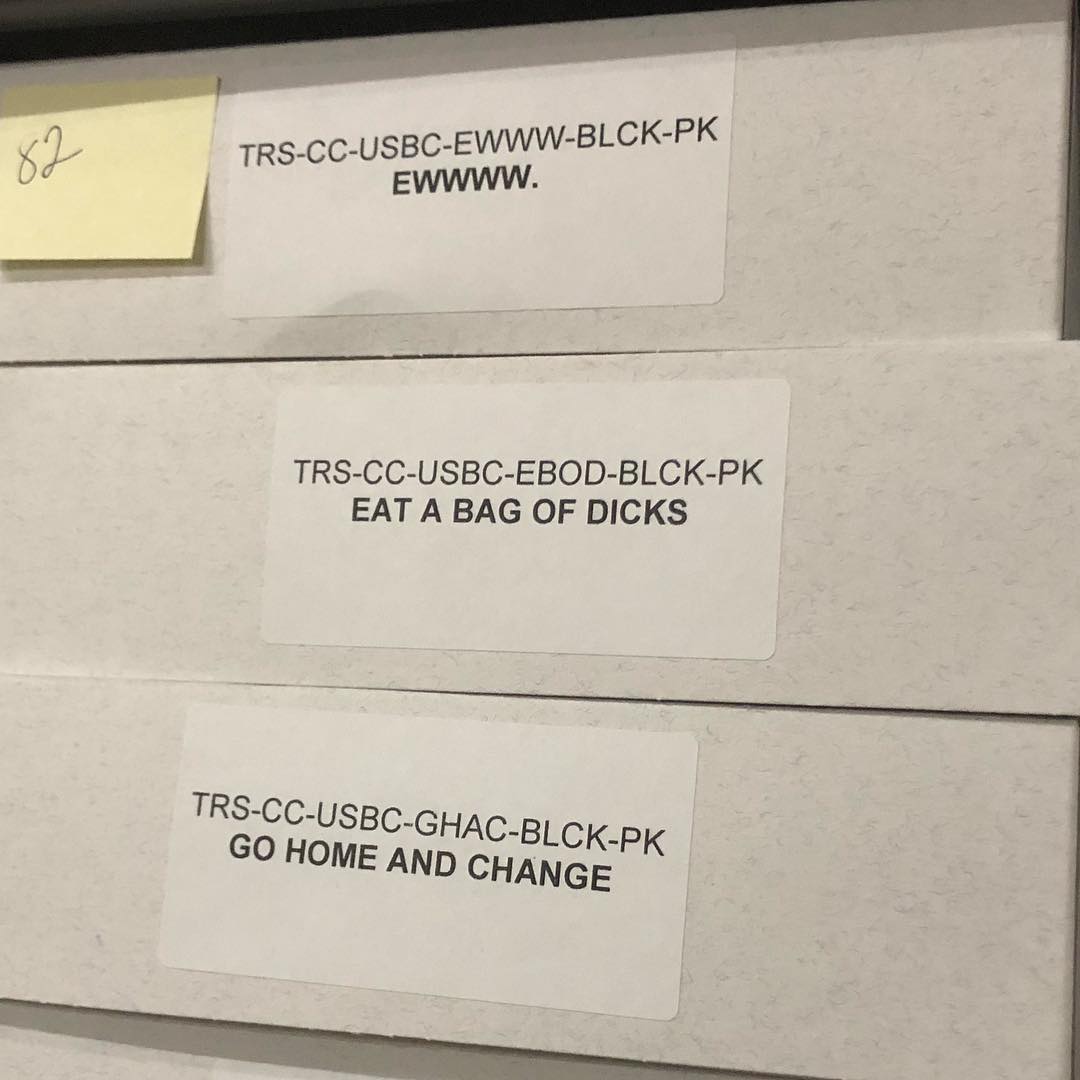 82
TRS-CC-USBC-EWWW-BLCK-PK
EWWWW.
TRS-CC-USBC-EBOD-BLCK-PK
EAT A BAG OF DICKS
TRS-CC-USBC-GHAC-BLCK-PK
GO HOME AND CHANGE